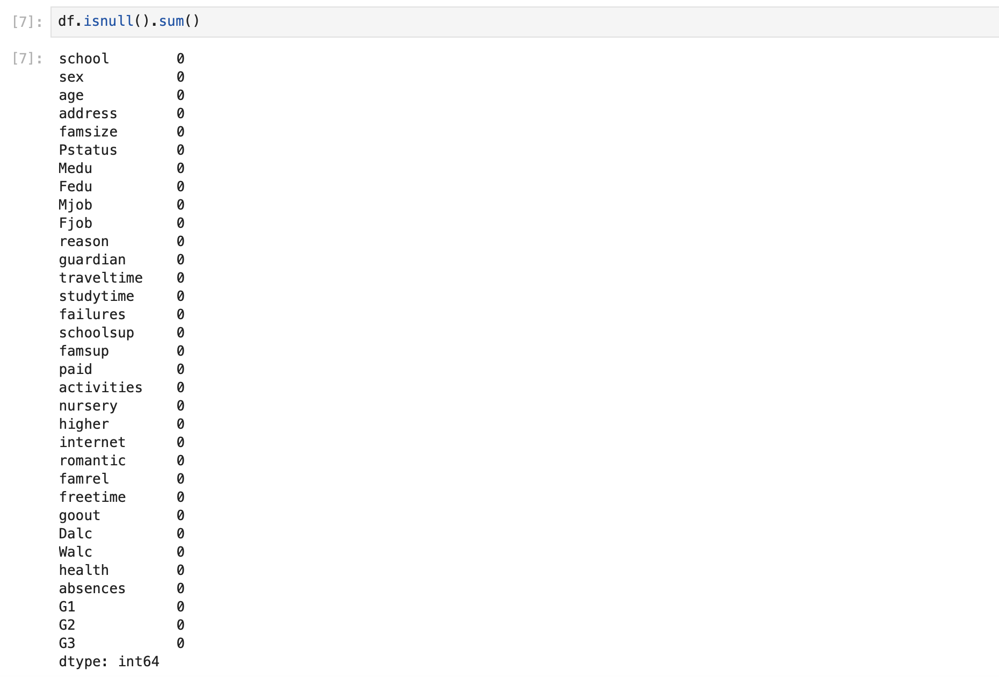 [7]: df.isnull().sum()
[7]: school 0
sex 0
age 0
address 0
famsize 0
Pstatus 0
Medu 0
Fedu 0
Mjob 0
Fjob 0
reason 0
guardian 0
traveltime 0
studytime 0
failures 0
schoolsup 0
famsup 0
paid 0
activities 0
nursery 0
higher 0
internet 0
romantic 0
famrel 0
freetime 0
goout 0
Dalc 0
Walc 0
health 0
absences 0
G1 0
G2 0
G3 0
dtype: int64